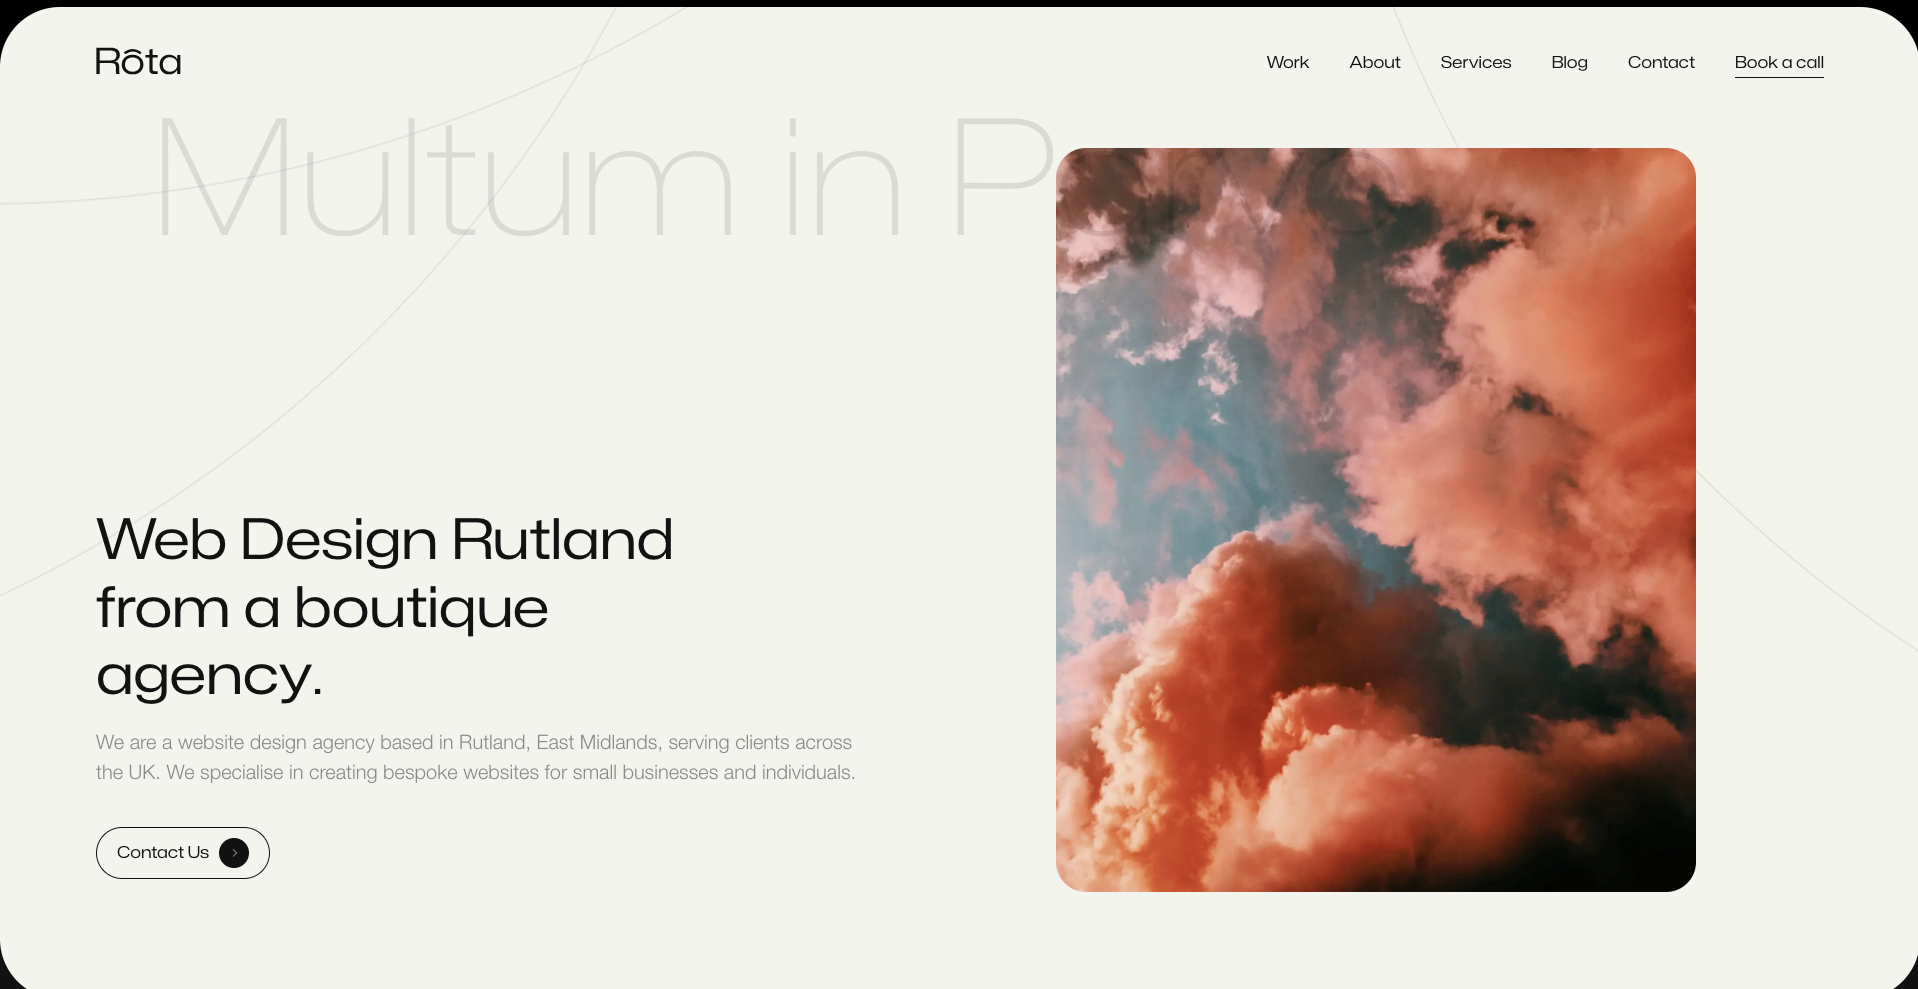 Rôta
Work
About
Services
Blog
Contact
Book a call
Multum in Parvo
Web Design Rutland
from a boutique
agency.
We are a website design agency based in Rutland, East Midlands, serving clients across
the UK. We specialise in creating bespoke websites for small businesses and individuals.
Contact Us